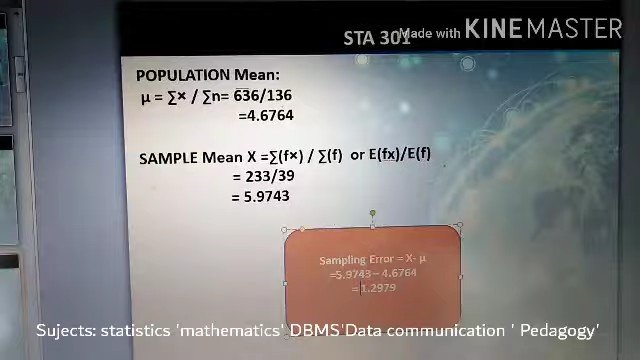 STA 301
Made with KINEMASTER
POPULATION Mean:
μ = ∑× / ∑n= 636/136
=4.6764
SAMPLE Mean X =∑(f×) / ∑(f) or E(fx)/E(f)
= 233/39
= 5.9743
Sampling Error = X- μ
=5.9743 – 4.6764
= 1.2979
Sujects: statistics 'mathematics' DBMS'Data communication ' Pedagogy'